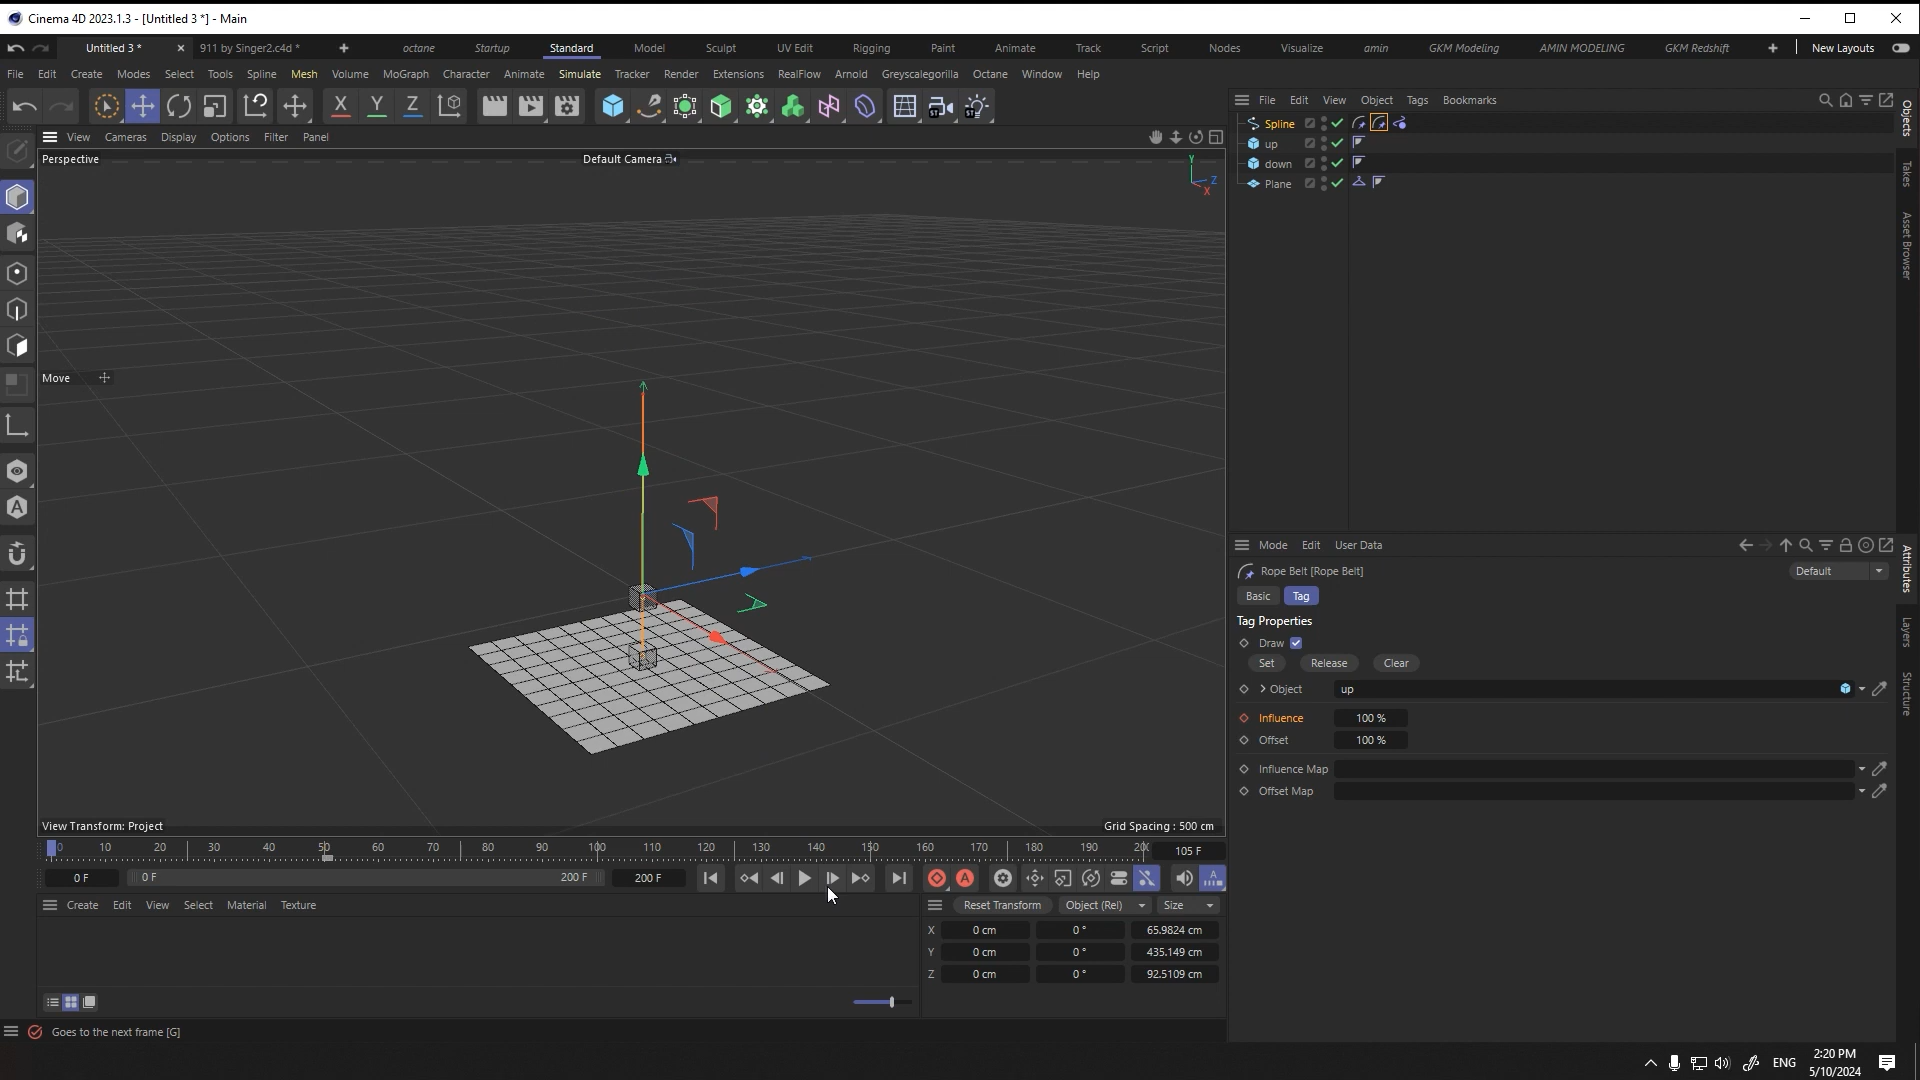 Cinema 4D 2023.1.3 - [Untitled 3 *] - Main
Untitled 3 * × 911 by Singer2.c4d * + octane Startup Standard Model Sculpt UV Edit Rigging Paint Animate Track Script Nodes Visualize amin GKM Modeling AMIN MODELING GKM Redshift + New Layouts
File Edit Create Modes Select Tools Spline Mesh Volume MoGraph Character Animate Simulate Tracker Render Extensions RealFlow Arnold Greyscalegorilla Octane Window Help
X Y Z
File Edit View Object Tags Bookmarks
View Cameras Display Options Filter Panel
Perspective
Default Camera
Y
Z
X
Move
View Transform: Project
Grid Spacing : 500 cm
Spline
up
down
Plane
Objects
Takes
Asset Browser
Mode Edit User Data
Rope Belt [Rope Belt]
Default
Basic Tag
Tag Properties
Draw
Set Release Clear
> Object up
Influence 100 %
Offset 100 %
Influence Map
Offset Map
Attributes
Layers
Structure
0 10 20 30 40 50 60 70 80 90 100 110 120 130 140 150 160 170 180 190 20 105 F
0 F 0 F 200 F 200 F
Create Edit View Select Material Texture
Reset Transform Object (Rel) Size
X 0 cm 0 ° 65.9824 cm
Y 0 cm 0 ° 435.149 cm
Z 0 cm 0 ° 92.5109 cm
Goes to the next frame [G]
ENG
2:20 PM
5/10/2024